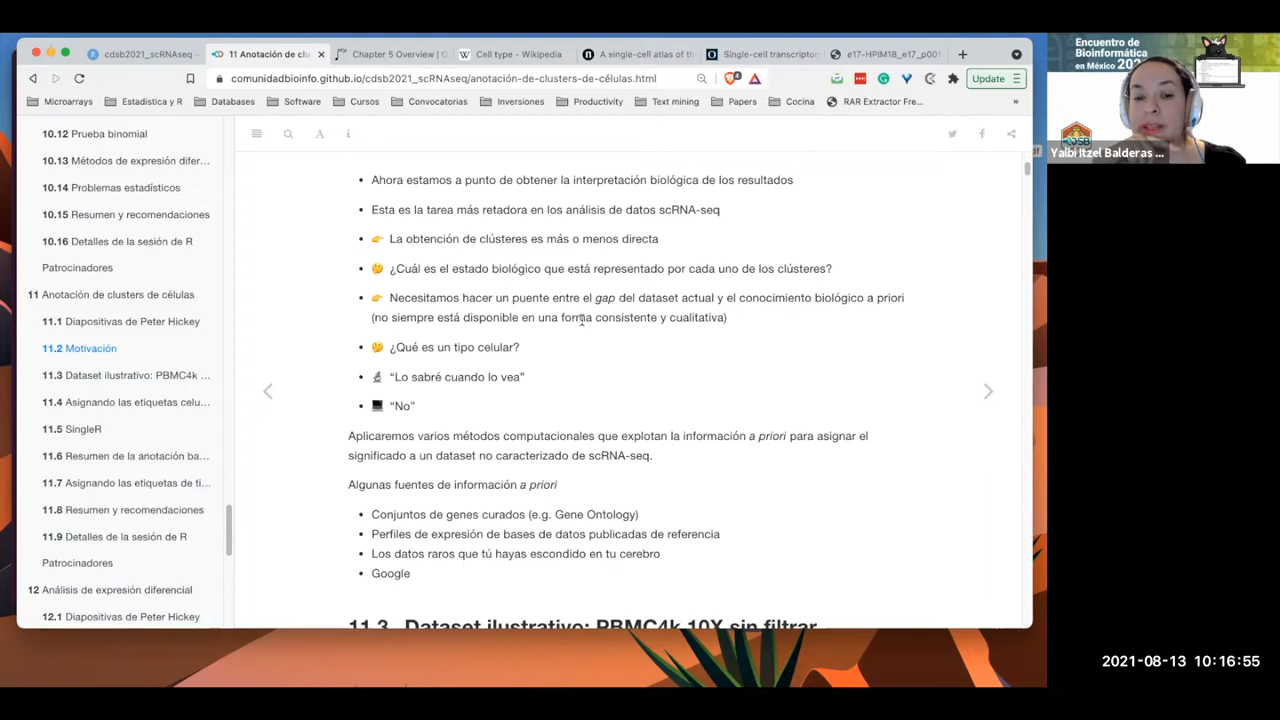 cdsb2021_scRNAseq
11 Anotación de clu
Chapter 5 Overview | O
Cell type - Wikipedia
A single-cell atlas of th
Single-cell transcripton
e17-HPIM18_e17_p001
comunidadbioinfo.github.io/cdsb2021_scRNAseq/anotación-de-clusters-de-células.html
Update
Microarrays
Estadistica y R
Databases
Software
Cursos
Convocatorias
Inversiones
Productivity
Text mining
Papers
Cocina
RAR Extractor Fre...
10.12 Prueba binomial
10.13 Métodos de expresión difer...
10.14 Problemas estadísticos
10.15 Resumen y recomendaciones
10.16 Detalles de la sesión de R
Patrocinadores
11 Anotación de clusters de células
11.1 Diapositivas de Peter Hickey
11.2 Motivación
11.3 Dataset ilustrativo: PBMC4k ...
11.4 Asignando las etiquetas celu...
11.5 SingleR
11.6 Resumen de la anotación ba...
11.7 Asignando las etiquetas de ti...
11.8 Resumen y recomendaciones
11.9 Detalles de la sesión de R
Patrocinadores
12 Análisis de expresión diferencial
12.1 Diapositivas de Peter Hickey
• Ahora estamos a punto de obtener la interpretación biológica de los resultados
• Esta es la tarea más retadora en los análisis de datos scRNA-seq
• 👉 La obtención de clústeres es más o menos directa
• 🤔 ¿Cuál es el estado biológico que está representado por cada uno de los clústeres?
• 👉 Necesitamos hacer un puente entre el gap del dataset actual y el conocimiento biológico a priori
(no siempre está disponible en una forma consistente y cualitativa)
• 🤔 ¿Qué es un tipo celular?
• 🔬 “Lo sabré cuando lo vea”
• 💻 “No”
Aplicaremos varios métodos computacionales que explotan la información a priori para asignar el
significado a un dataset no caracterizado de scRNA-seq.
Algunas fuentes de información a priori
• Conjuntos de genes curados (e.g. Gene Ontology)
• Perfiles de expresión de bases de datos publicadas de referencia
• Los datos raros que tú hayas escondido en tu cerebro
• Google
11.3 Dataset ilustrativo: PBMC4k 10X sin filtrar
Encuentro de
Bioinformática
en México 202
Yalbi Itzel Balderas ...
2021-08-13 10:16:55